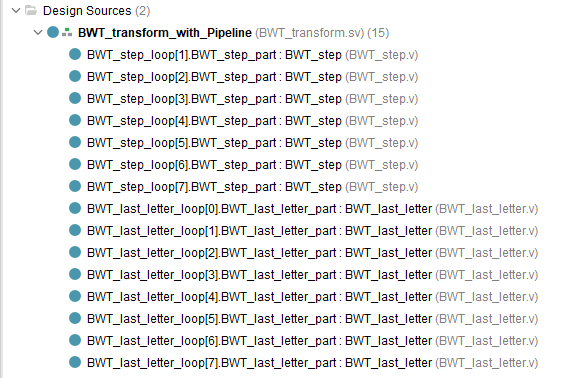 Design Sources (2)
BWT_transform_with_Pipeline (BWT_transform.sv) (15)
BWT_step_loop[1].BWT_step_part : BWT_step (BWT_step.v)
BWT_step_loop[2].BWT_step_part : BWT_step (BWT_step.v)
BWT_step_loop[3].BWT_step_part : BWT_step (BWT_step.v)
BWT_step_loop[4].BWT_step_part : BWT_step (BWT_step.v)
BWT_step_loop[5].BWT_step_part : BWT_step (BWT_step.v)
BWT_step_loop[6].BWT_step_part : BWT_step (BWT_step.v)
BWT_step_loop[7].BWT_step_part : BWT_step (BWT_step.v)
BWT_last_letter_loop[0].BWT_last_letter_part : BWT_last_letter (BWT_last_letter.v)
BWT_last_letter_loop[1].BWT_last_letter_part : BWT_last_letter (BWT_last_letter.v)
BWT_last_letter_loop[2].BWT_last_letter_part : BWT_last_letter (BWT_last_letter.v)
BWT_last_letter_loop[3].BWT_last_letter_part : BWT_last_letter (BWT_last_letter.v)
BWT_last_letter_loop[4].BWT_last_letter_part : BWT_last_letter (BWT_last_letter.v)
BWT_last_letter_loop[5].BWT_last_letter_part : BWT_last_letter (BWT_last_letter.v)
BWT_last_letter_loop[6].BWT_last_letter_part : BWT_last_letter (BWT_last_letter.v)
BWT_last_letter_loop[7].BWT_last_letter_part : BWT_last_letter (BWT_last_letter.v)